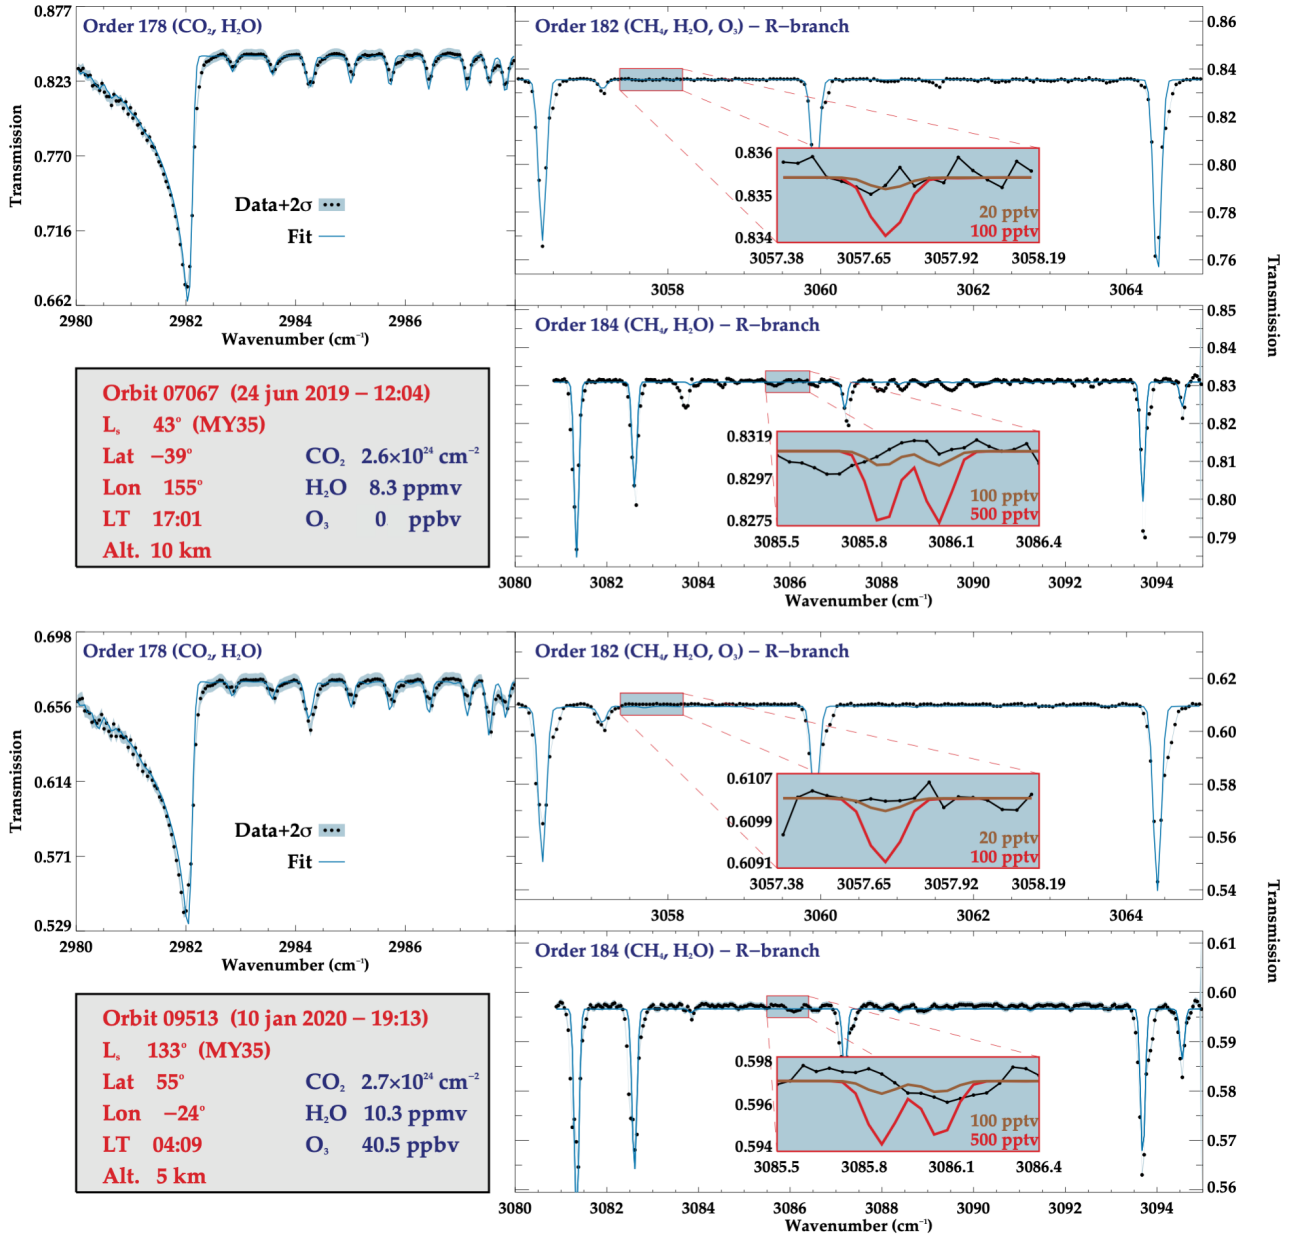 Order 178 (CO₂, H₂O)
0.877
0.823
0.770
0.716
0.662
Transmission
Data+2σ
Fit
2980 2982 2984 2986
Wavenumber (cm⁻¹)
Order 182 (CH₄, H₂O, O₃) – R–branch
0.86
0.84
0.82
0.80
0.78
0.76
0.836
0.835
0.834
20 pptv
100 pptv
3057.38 3057.65 3057.92 3058.19
3058 3060 3062 3064
Transmission
Order 184 (CH₄, H₂O) – R–branch
0.85
0.84
0.83
0.82
0.81
0.80
0.79
0.8319
0.8297
0.8275
100 pptv
500 pptv
3085.5 3085.8 3086.1 3086.4
3080 3082 3084 3086 3088 3090 3092 3094
Wavenumber (cm⁻¹)
Orbit 07067 (24 jun 2019 – 12:04)
Lₛ 43° (MY35)
Lat –39° CO₂ 2.6×10²⁴ cm⁻²
Lon 155° H₂O 8.3 ppmv
LT 17:01 O₃ 0 ppbv
Alt. 10 km
Order 178 (CO₂, H₂O)
0.698
0.656
0.614
0.571
0.529
Transmission
Data+2σ
Fit
2980 2982 2984 2986
Wavenumber (cm⁻¹)
Order 182 (CH₄, H₂O, O₃) – R–branch
0.62
0.60
0.58
0.56
0.54
0.6107
0.6099
0.6091
20 pptv
100 pptv
3057.38 3057.65 3057.92 3058.19
3058 3060 3062 3064
Transmission
Order 184 (CH₄, H₂O) – R–branch
0.61
0.60
0.59
0.58
0.57
0.56
0.598
0.596
0.594
100 pptv
500 pptv
3085.5 3085.8 3086.1 3086.4
3080 3082 3084 3086 3088 3090 3092 3094
Wavenumber (cm⁻¹)
Orbit 09513 (10 jan 2020 – 19:13)
Lₛ 133° (MY35)
Lat 55° CO₂ 2.7×10²⁴ cm⁻²
Lon –24° H₂O 10.3 ppmv
LT 04:09 O₃ 40.5 ppbv
Alt. 5 km